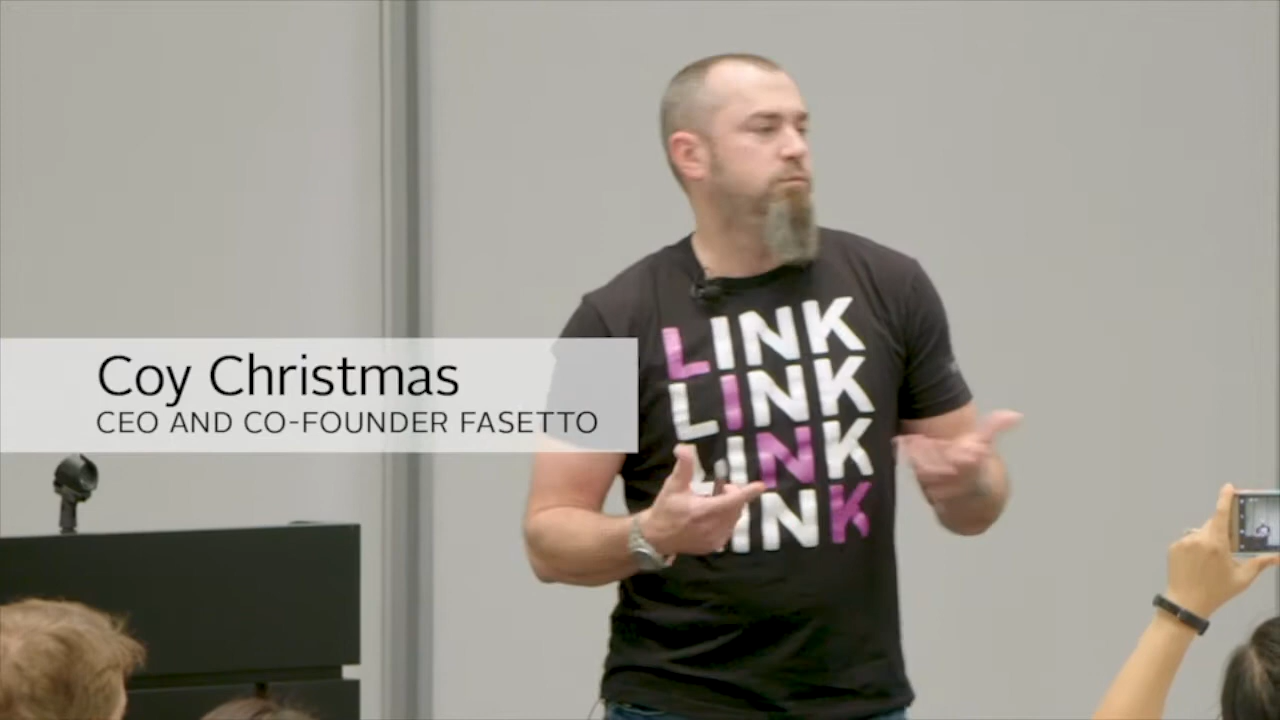 Coy Christmas
CEO AND CO-FOUNDER FASETTO
LINK
LINK
LINK
LINK